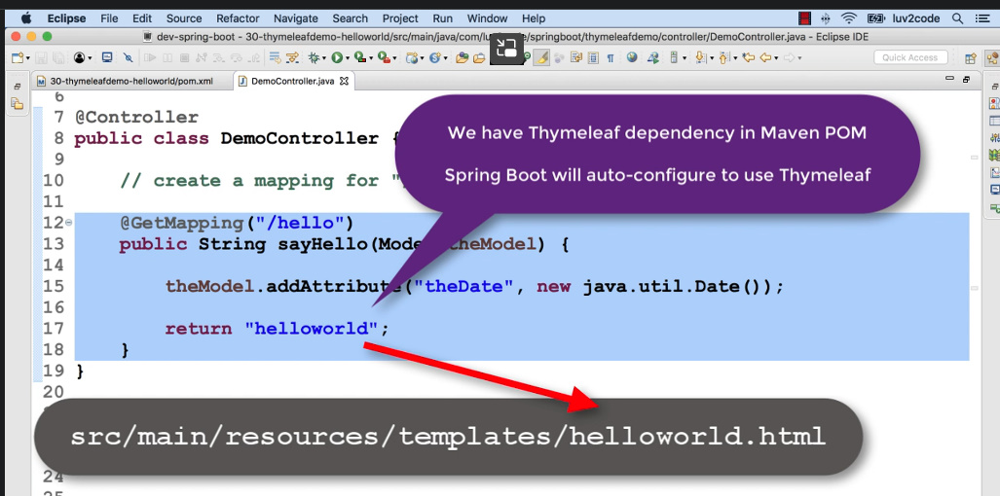 Eclipse File Edit Source Refactor Navigate Search Project Run Window Help luv2code
dev-spring-boot - 30-thymeleafdemo-helloworld/src/main/java/com/lu /springboot/thymeleafdemo/controller/DemoController.java - Eclipse IDE
Quick Access
30-thymeleafdemo-helloworld/pom.xml DemoController.java
6
7 @Controller
8 public class DemoController {
9
We have Thymeleaf dependency in Maven POM
Spring Boot will auto-configure to use Thymeleaf
10 // create a mapping for "
11
12 @GetMapping("/hello")
13 public String sayHello(Mode theModel) {
14
15 theModel.addAttribute("theDate", new java.util.Date());
16
17 return "helloworld";
18 }
19 }
20
src/main/resources/templates/helloworld.html
24